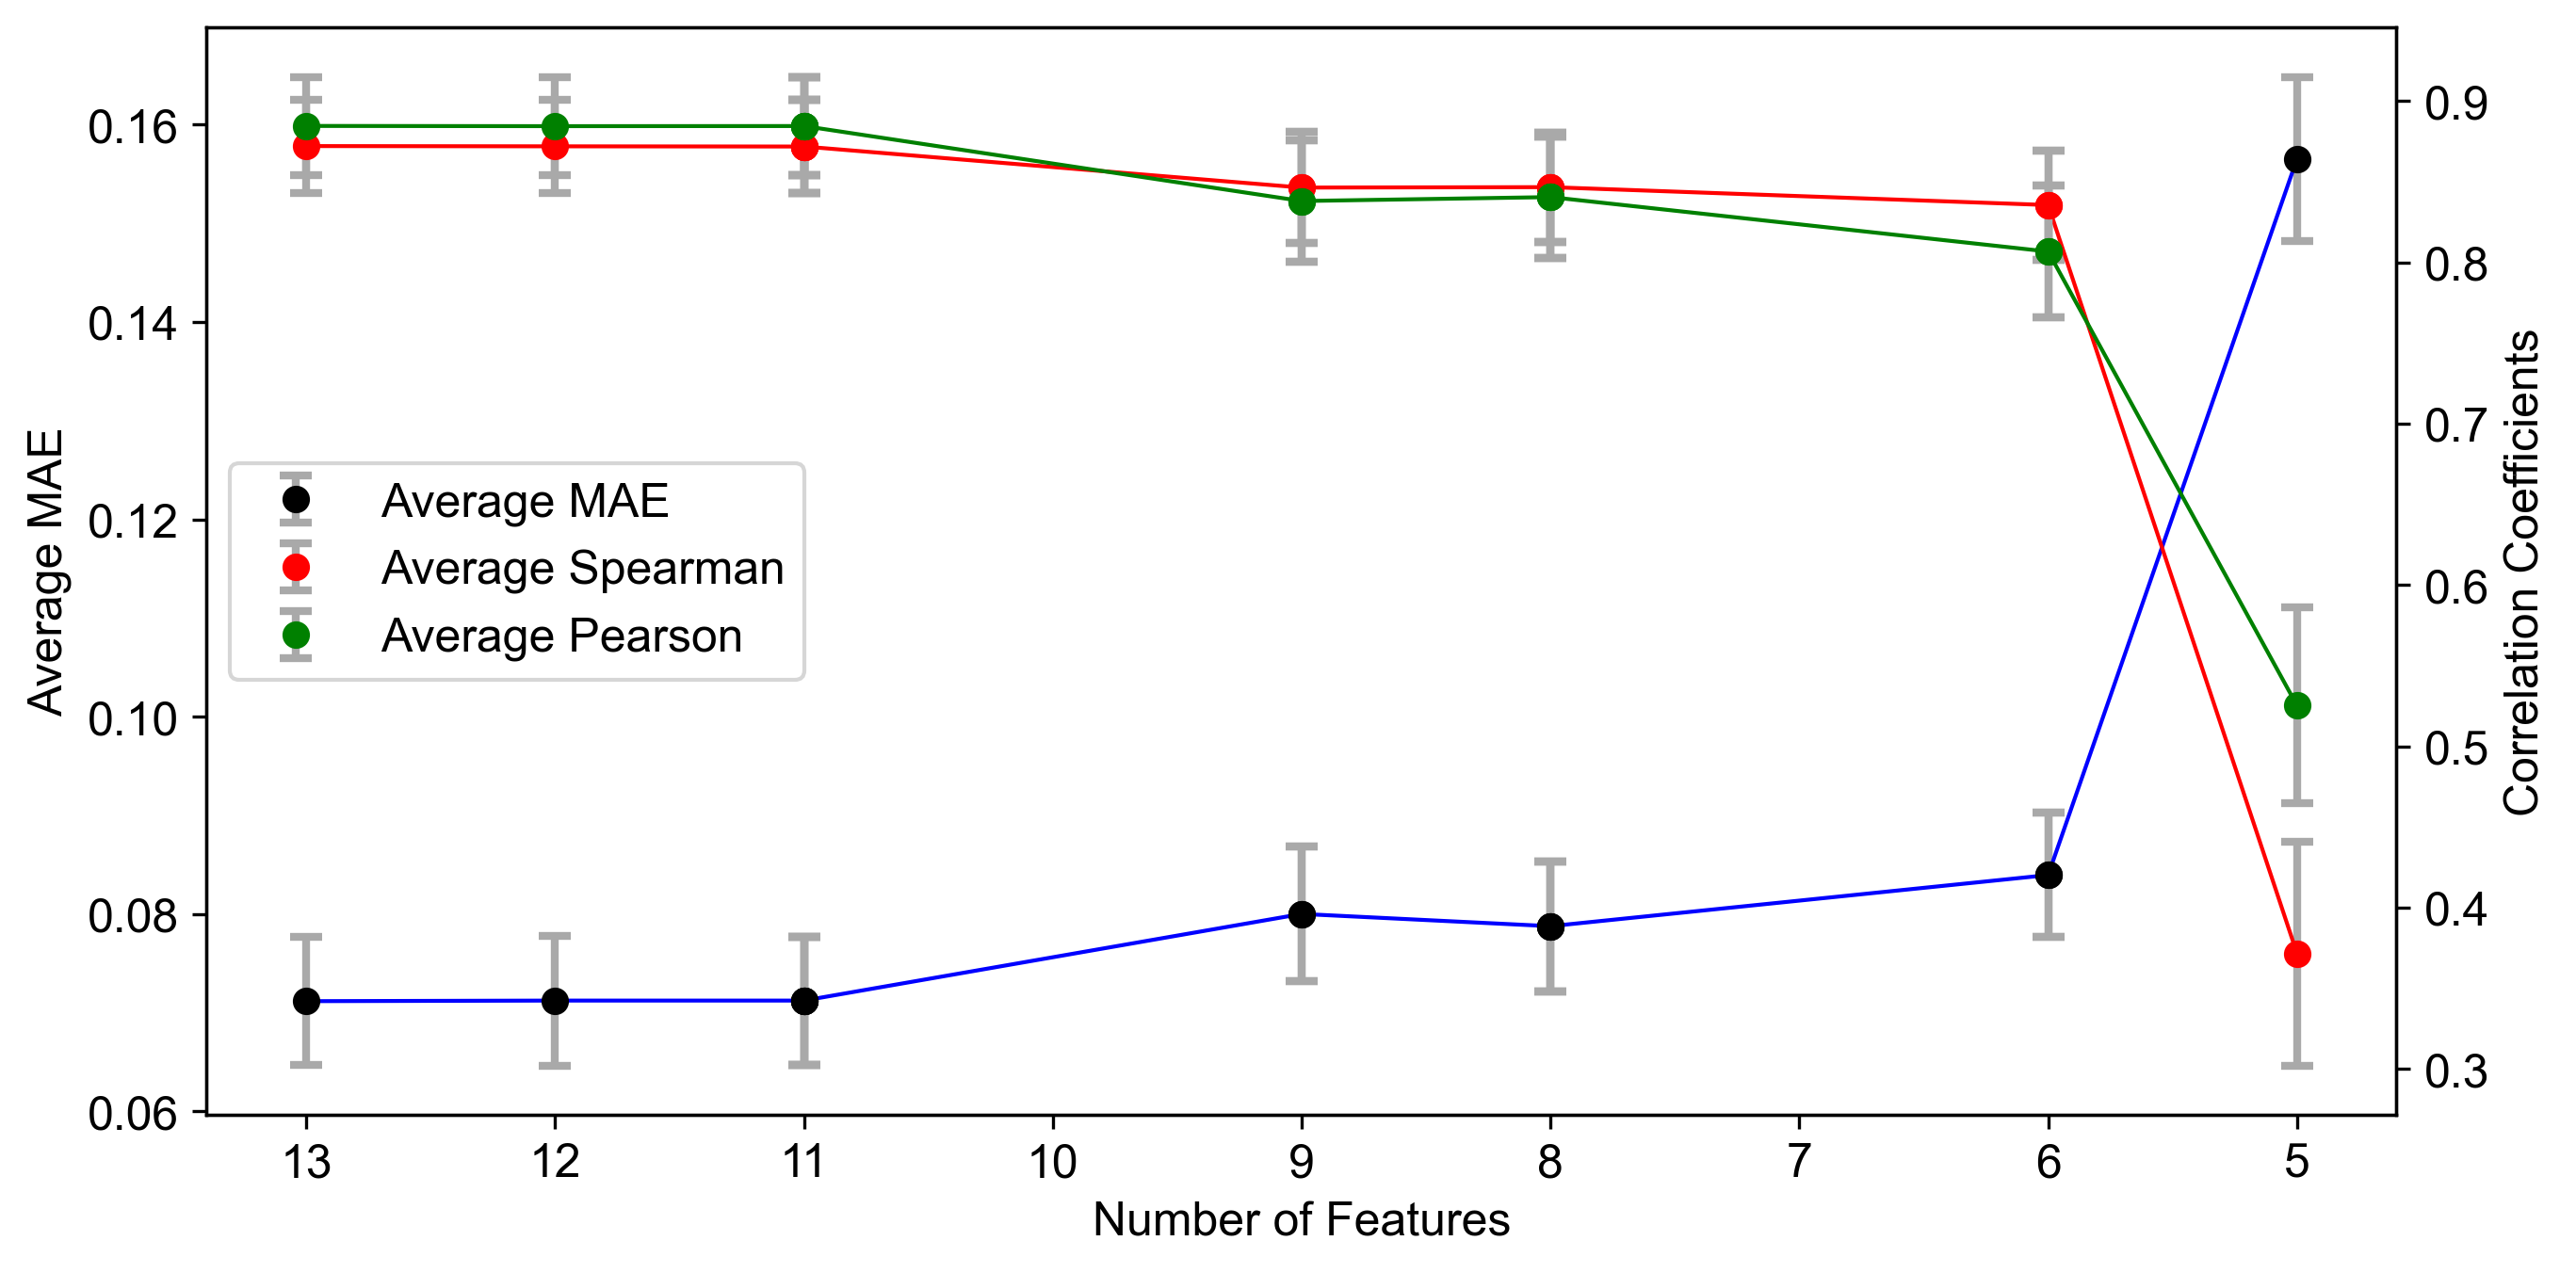 0.16
0.14
0.12
0.10
0.08
0.06
Average MAE
Average MAE
Average Spearman
Average Pearson
0.9
0.8
0.7
0.6
0.5
0.4
0.3
Correlation Coefficients
13 12 11 10 9 8 7 6 5
Number of Features